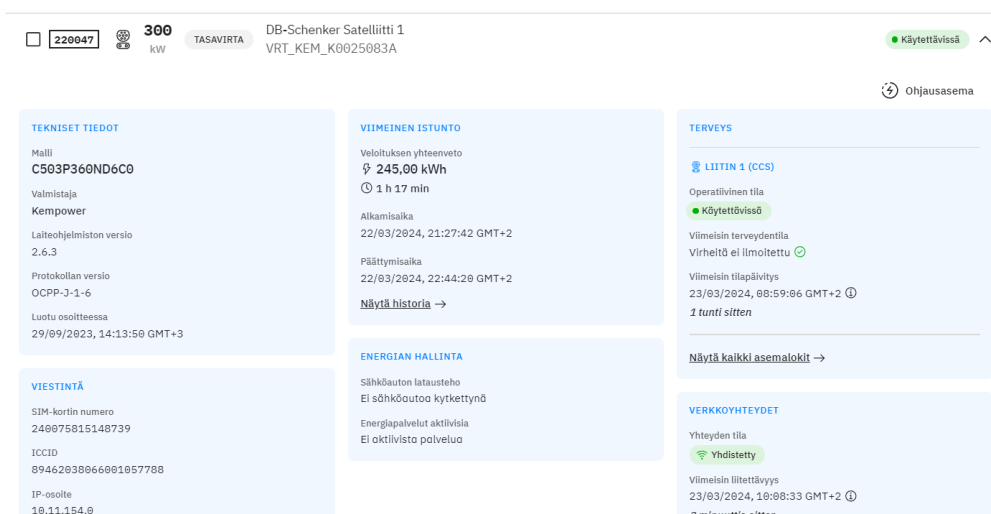 220047
300
kW
TASAVIRTA
DB-Schenker Satelliitti 1
VRT_KEM_K0025083A
Käytettävissä
Ohjausasema
TEKNISET TIEDOT
Malli
C503P360ND6C0
Valmistaja
Kempower
Laiteohjelmiston versio
2.6.3
Protokollan versio
OCPP-J-1-6
Luotu osoitteessa
29/09/2023, 14:13:50 GMT+3
VIESTINTÄ
SIM-kortin numero
240075815148739
ICCID
89462038066001057788
IP-osoite
10.11.154.0
VIIMEINEN ISTUNTO
Veloituksen yhteenveto
245,00 kWh
1 h 17 min
Alkamisaika
22/03/2024, 21:27:42 GMT+2
Päättymisaika
22/03/2024, 22:44:20 GMT+2
Näytä historia →
ENERGIAN HALLINTA
Sähköauton latausteho
Ei sähköautoa kytkettynä
Energiapalvelut aktiivisia
Ei aktiivista palvelua
TERVEYS
LIITIN 1 (CCS)
Operatiivinen tila
Käytettävissä
Viimeisin terveydentila
Virheitä ei ilmoitettu
Viimeisin tilapäivitys
23/03/2024, 08:59:06 GMT+2
1 tunti sitten
Näytä kaikki asemalokit →
VERKKOYHTEYDET
Yhteyden tila
Yhdistetty
Viimeisin liitettävyys
23/03/2024, 10:08:33 GMT+2
minuuttia sitten